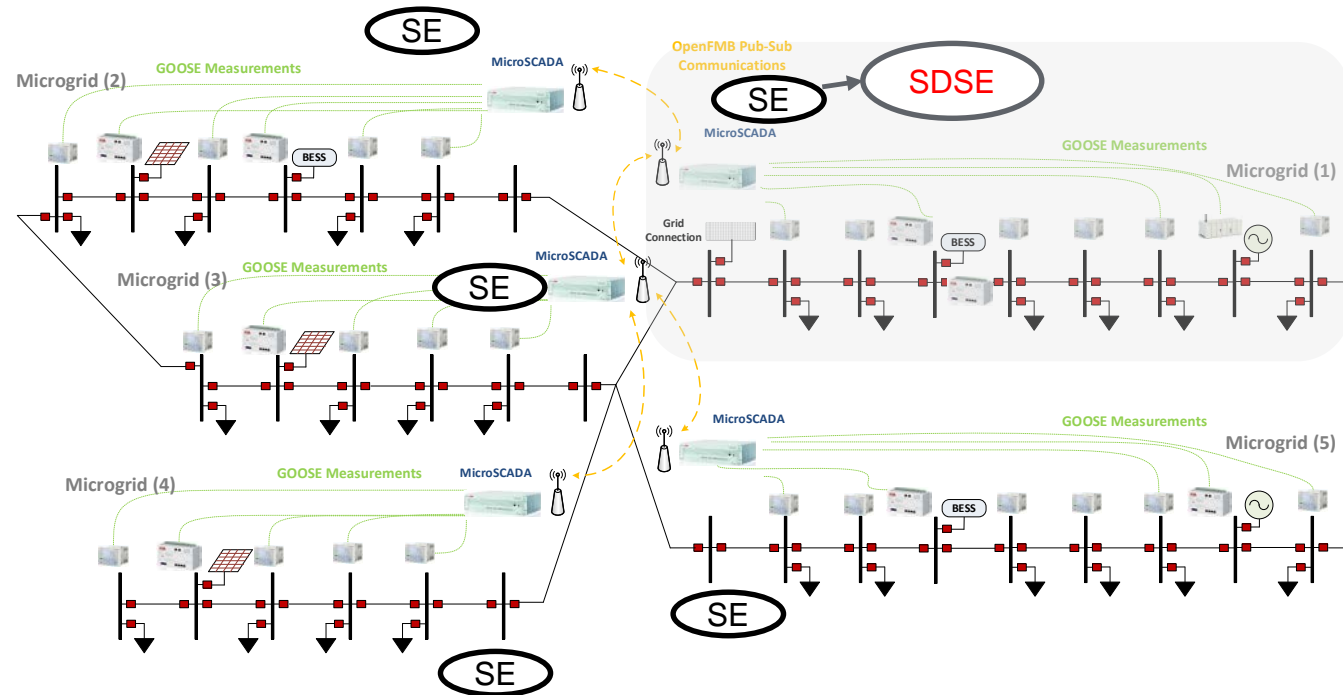 SE
OpenFMB Pub-Sub
Communications
SE
SDSE
MicroSCADA
GOOSE Measurements
Microgrid (2)
BESS
MicroSCADA
GOOSE Measurements
Microgrid (1)
Grid
Connection
BESS
MicroSCADA
GOOSE Measurements
Microgrid (3)
SE
MicroSCADA
GOOSE Measurements
Microgrid (5)
BESS
MicroSCADA
GOOSE Measurements
Microgrid (4)
SE
SE